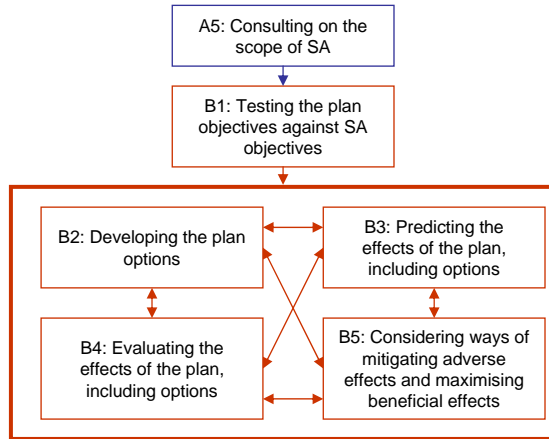 A5: Consulting on the
scope of SA
B1: Testing the plan
objectives against SA
objectives
B2: Developing the plan
options
B3: Predicting the
effects of the plan,
including options
B4: Evaluating the
effects of the plan,
including options
B5: Considering ways of
mitigating adverse
effects and maximising
beneficial effects